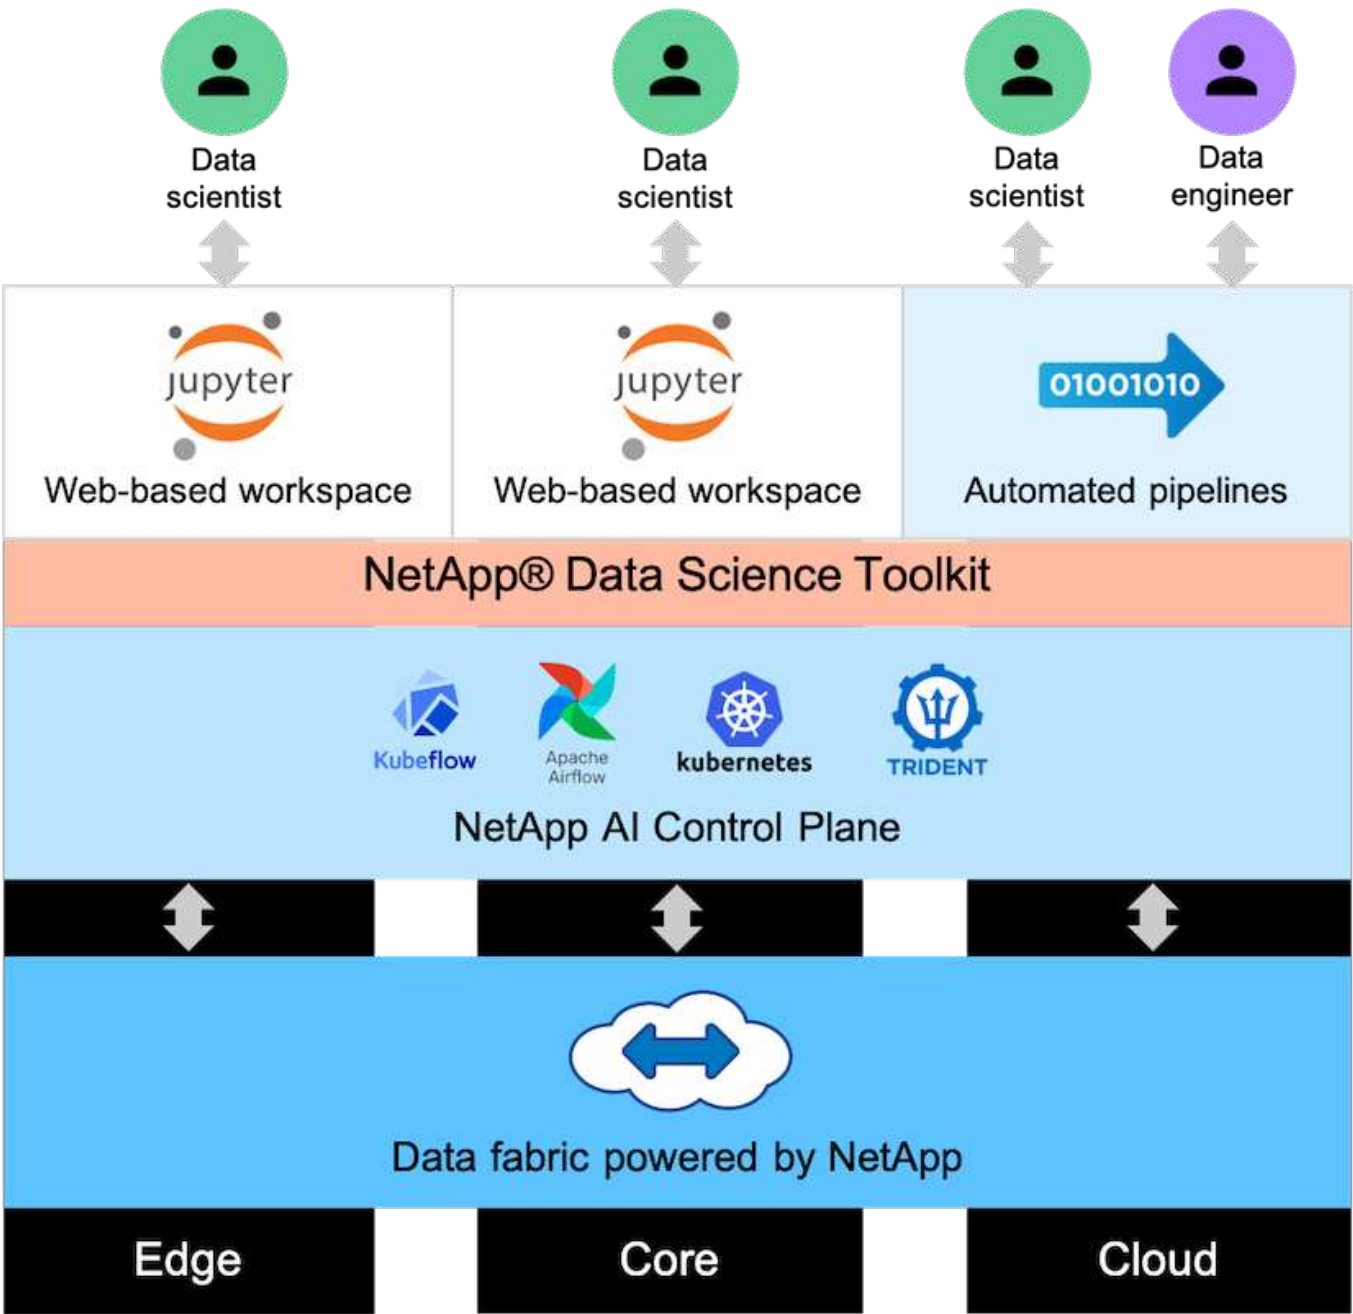 Data
scientist
Data
scientist
Data
scientist
Data
engineer
jupyter
jupyter
01001010
Web-based workspace
Web-based workspace
Automated pipelines
NetApp® Data Science Toolkit
Kubeflow
Apache
Airflow
kubernetes
TRIDENT
NetApp AI Control Plane
Data fabric powered by NetApp
Edge
Core
Cloud